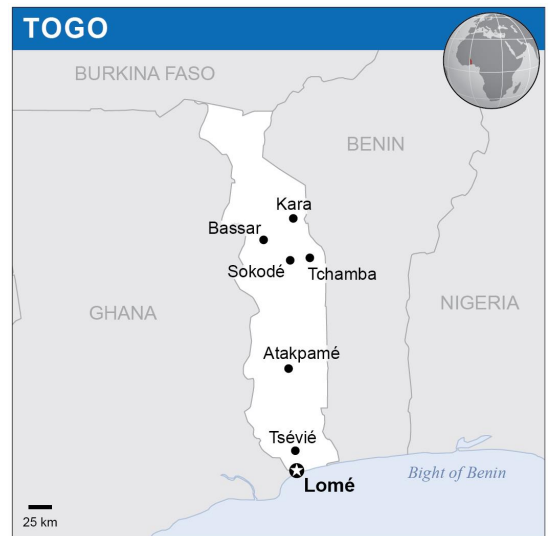 TOGO
BURKINA FASO
BENIN
Kara
Bassar
Sokodé
Tchamba
GHANA
NIGERIA
Atakpamé
Tsévié
Bight of Benin
Lomé
25 km